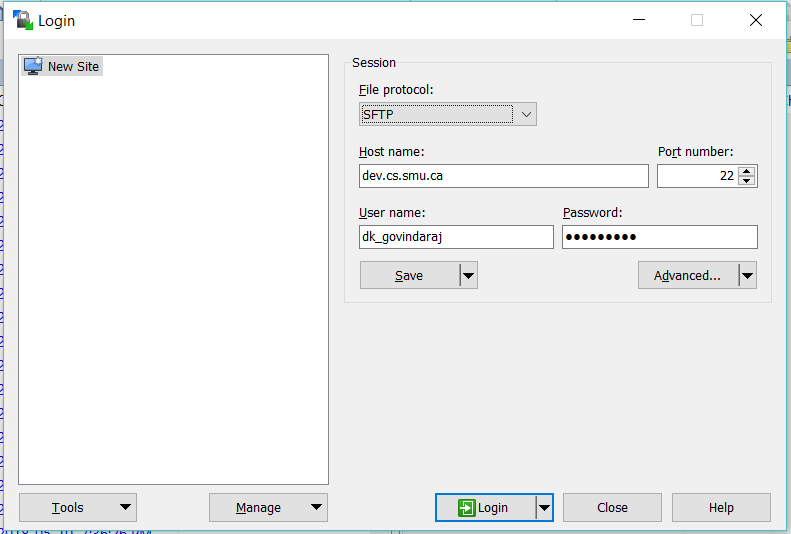 Login
New Site
Session
File protocol:
SFTP
Host name:
Port number:
dev.cs.smu.ca
22
User name:
Password:
dk_govindaraj
●●●●●●●●●
Save
Advanced...
Tools
Manage
Login
Close
Help